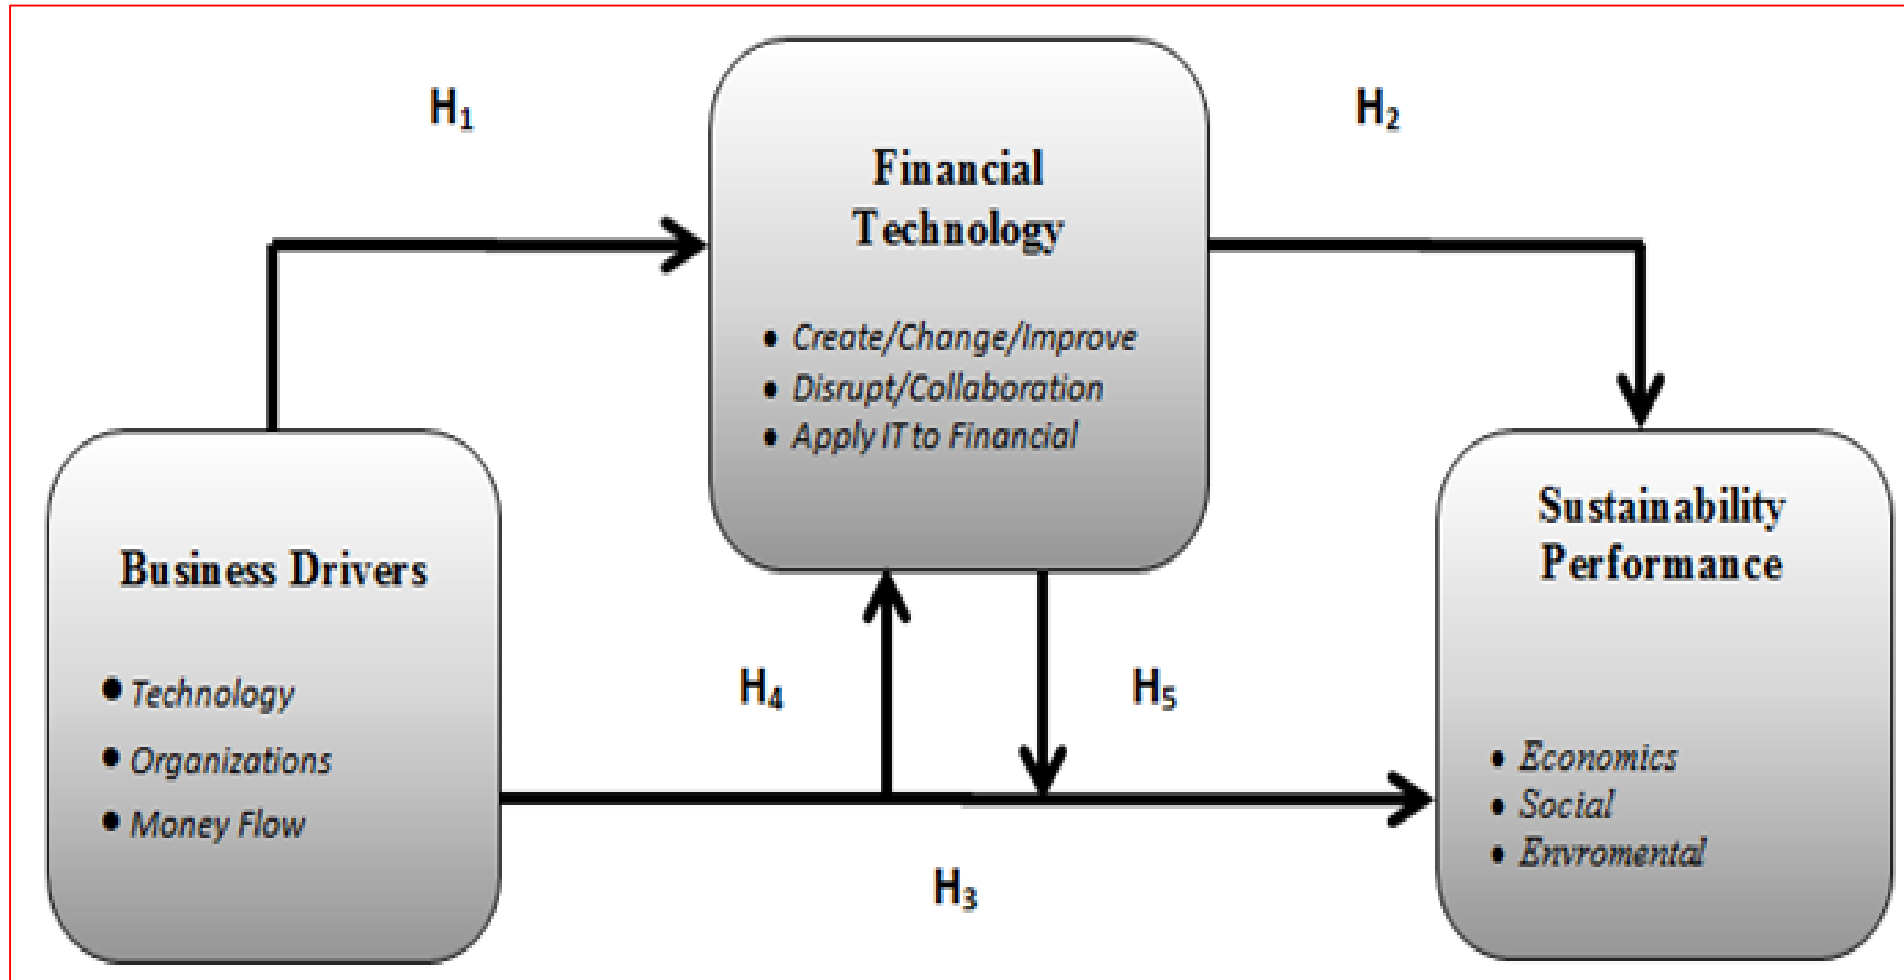 H1
H2
Financial
Technology
• Create/Change/Improve
• Disrupt/Collaboration
• Apply IT to Financial
Business Drivers
• Technology
• Organizations
• Money Flow
H4
H5
H3
Sustainability
Performance
• Economics
• Social
• Enviromental